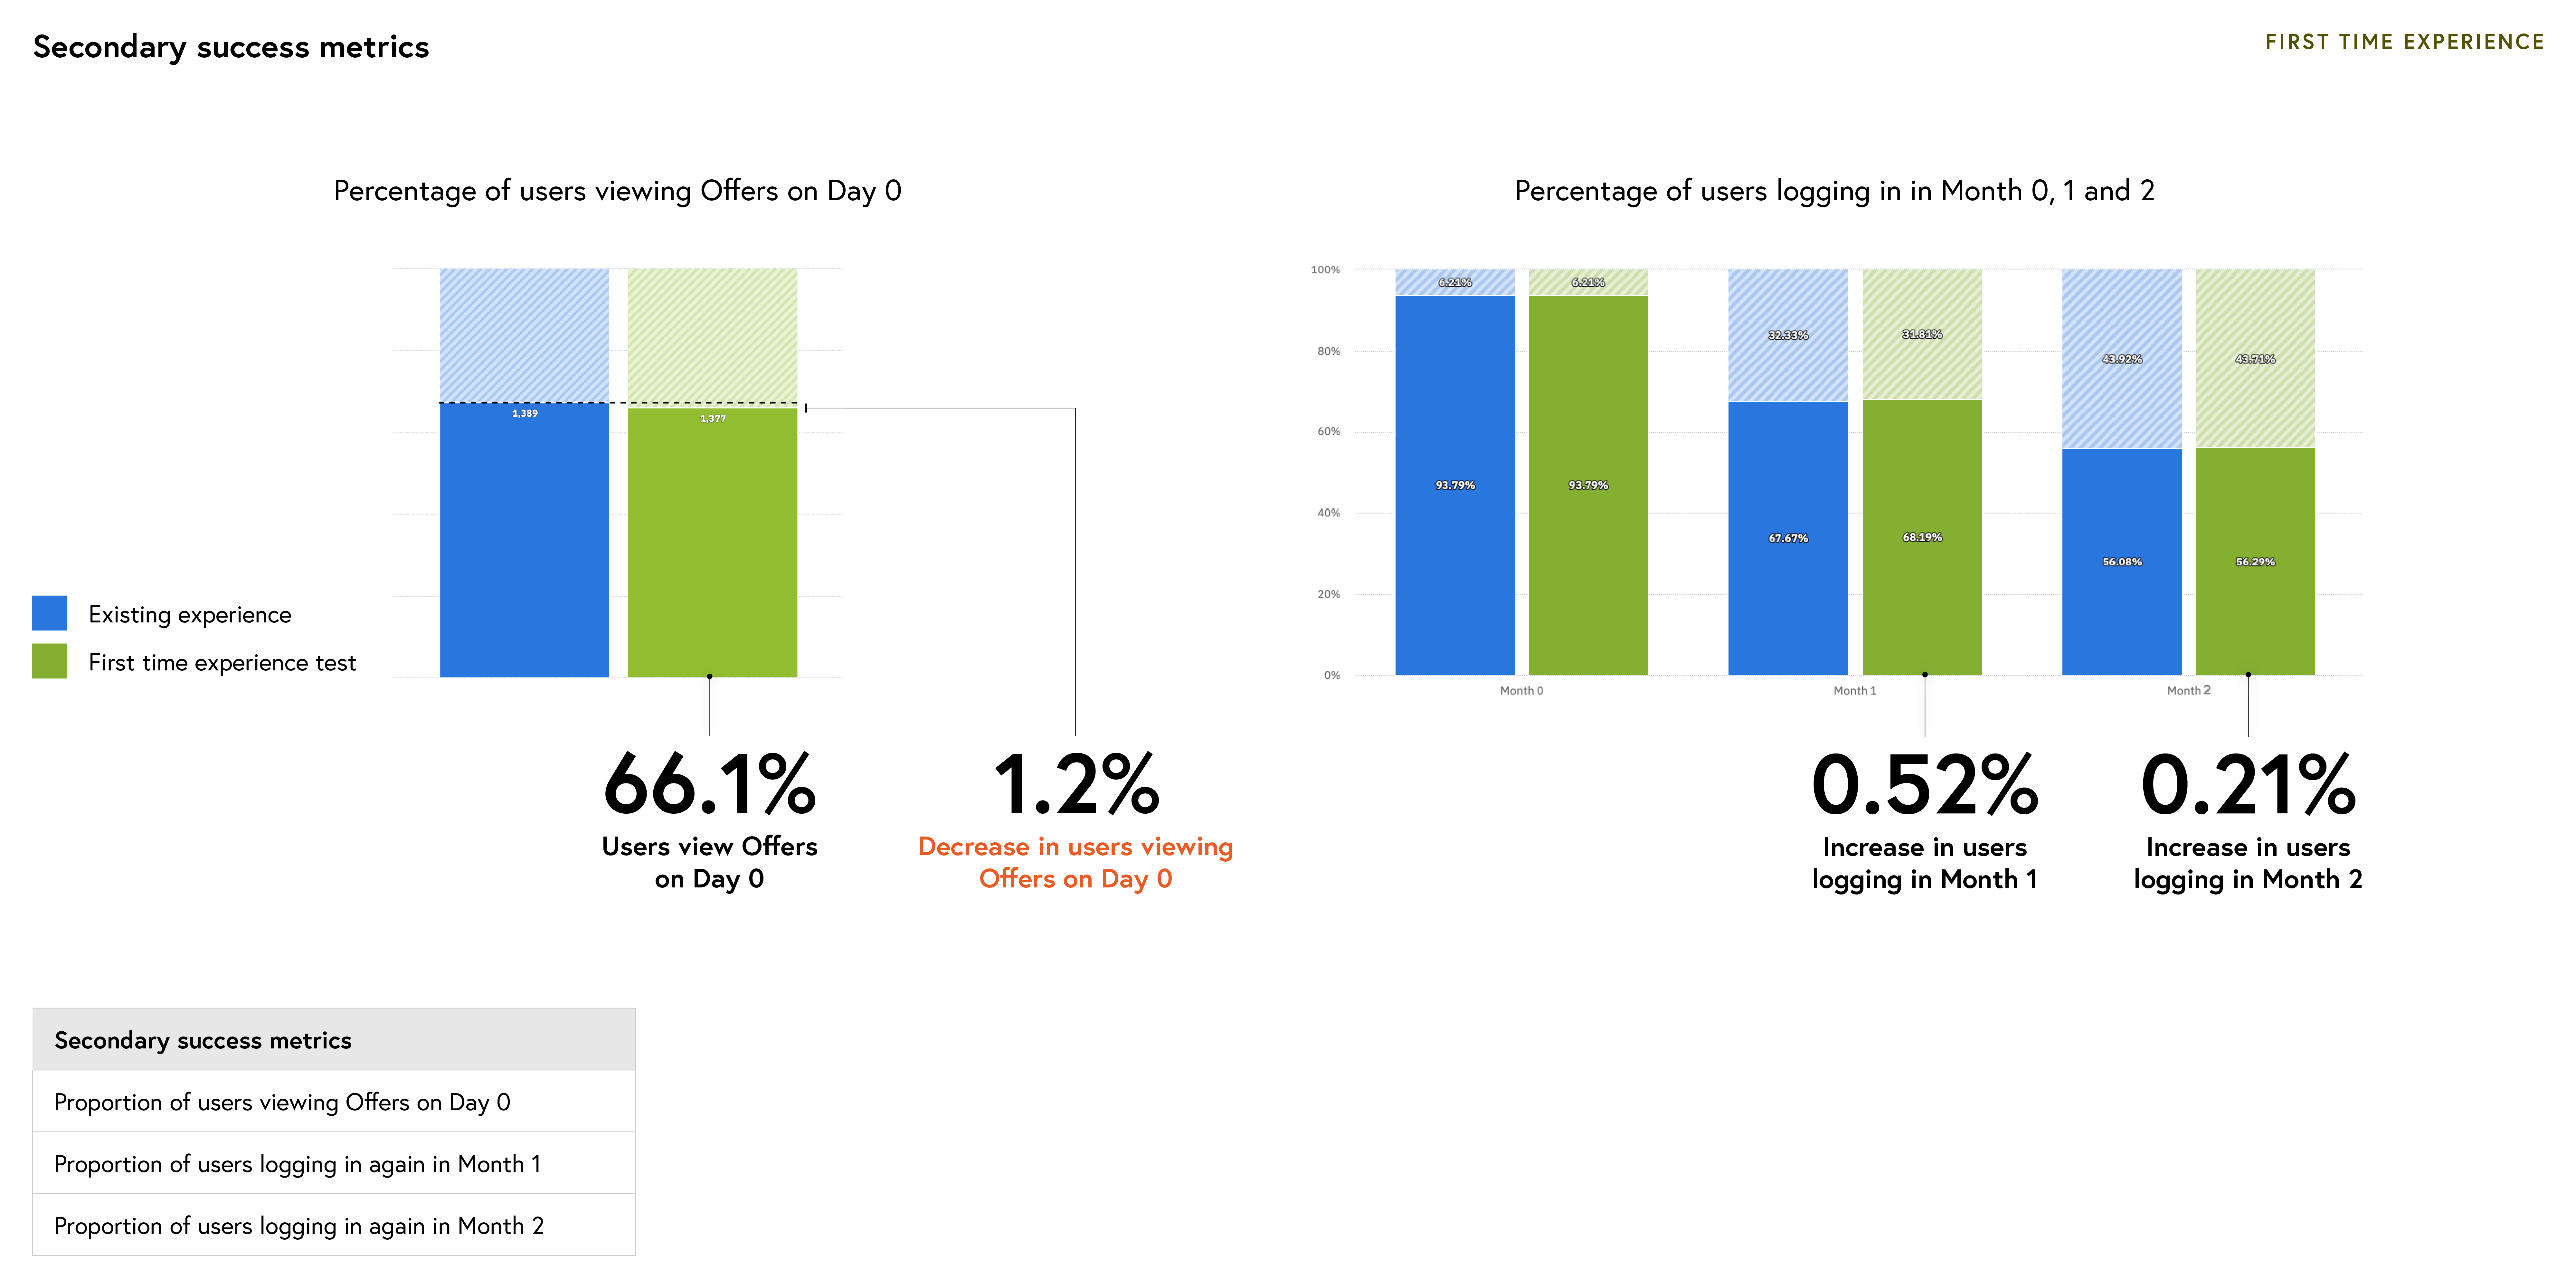 Secondary success metrics
FIRST TIME EXPERIENCE
Percentage of users viewing Offers on Day 0
1,389
1,377
Existing experience
First time experience test
66.1%
Users view Offers
on Day 0
1.2%
Decrease in users viewing
Offers on Day 0
Percentage of users logging in in Month 0, 1 and 2
100%
80%
60%
40%
20%
0%
6.21%
6.21%
32.33%
31.81%
43.92%
43.71%
93.79%
93.79%
67.67%
68.19%
56.08%
56.29%
Month 0
Month 1
Month 2
0.52%
Increase in users
logging in Month 1
0.21%
Increase in users
logging in Month 2
Secondary success metrics
Proportion of users viewing Offers on Day 0
Proportion of users logging in again in Month 1
Proportion of users logging in again in Month 2